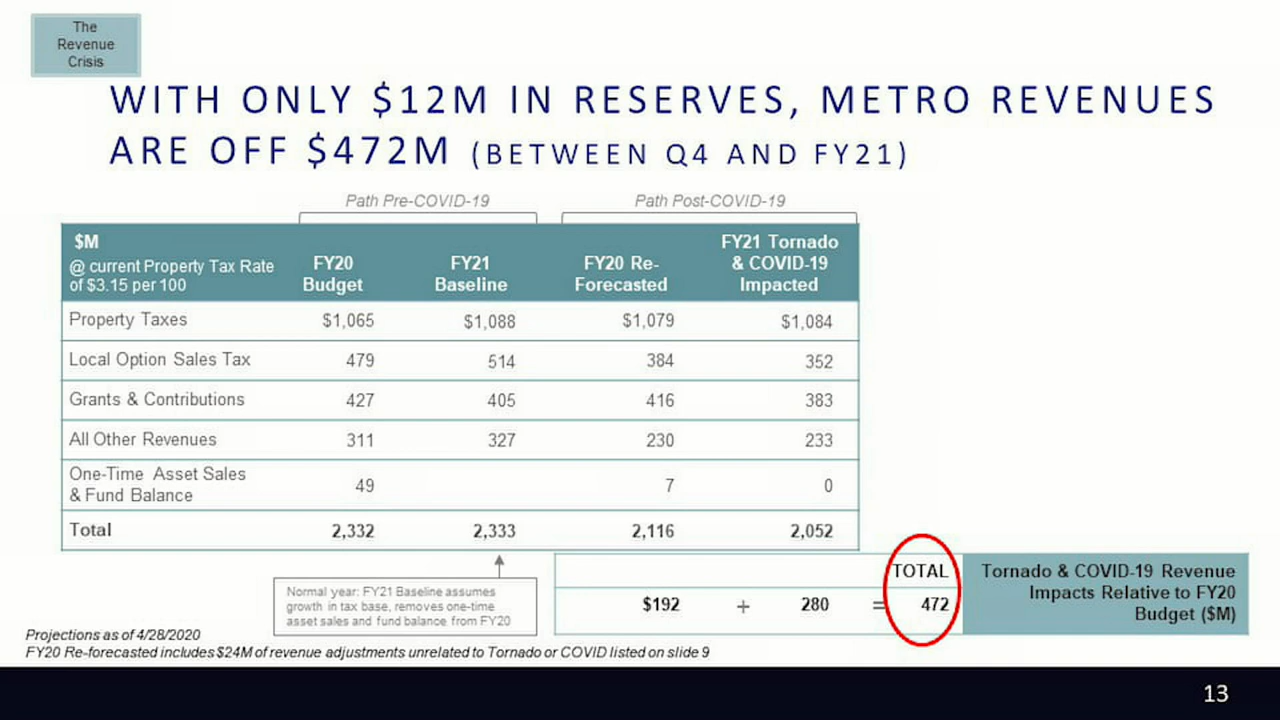 The
Revenue
Crisis
WITH ONLY $12M IN RESERVES, METRO REVENUES
ARE OFF $472M (BETWEEN Q4 AND FY21)
Path Pre-COVID-19 Path Post-COVID-19
$M
@ current Property Tax Rate
of $3.15 per 100
FY20
Budget
FY21
Baseline
FY20 Re-
Forecasted
FY21 Tornado
& COVID-19
Impacted
Property Taxes $1,065 $1,088 $1,079 $1,084
Local Option Sales Tax 479 514 384 352
Grants & Contributions 427 405 416 383
All Other Revenues 311 327 230 233
One-Time Asset Sales
& Fund Balance 49 7 0
Total 2,332 2,333 2,116 2,052
TOTAL
$192 + 280 = 472
Tornado & COVID-19 Revenue
Impacts Relative to FY20
Budget ($M)
Normal year: FY21 Baseline assumes
growth in tax base, removes one-time
asset sales and fund balance from FY20
Projections as of 4/28/2020
FY20 Re-forecasted includes $24M of revenue adjustments unrelated to Tornado or COVID listed on slide 9
13